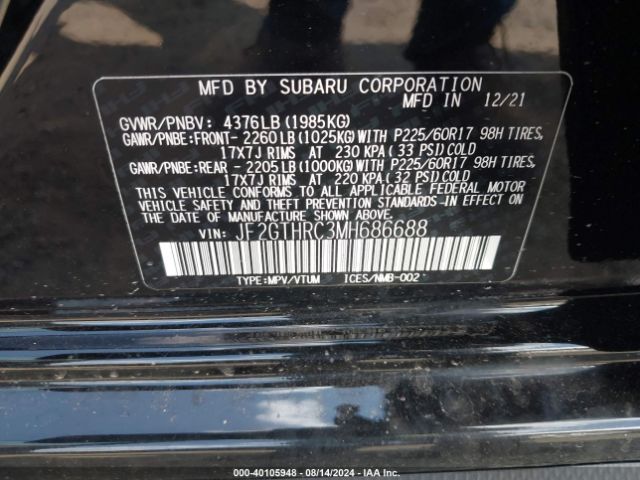 MFD BY SUBARU CORPORATION
MFD IN 12/21
GVWR/PNBV: 4376LB (1985KG)
GAWR/PNBE:FRONT- 2260LB (1025KG)WITH P225/60R17 98H TIRES,
17X7J RIMS AT 230 KPA (33 PSI)COLD
GAWR/PNBE:REAR - 2205LB (1000KG)WITH P225/60R17 98H TIRES,
17X7J RIMS AT 220 KPA (32 PSI)COLD
THIS VEHICLE CONFORMS TO ALL APPLICABLE FEDERAL MOTOR
VEHICLE SAFETY AND THEFT PREVENTION STANDARDS-IN EFFECT ON
THE DATE OF MANUFACTURE SHOWN ABOVE.
VIN: JF2GTHRC3MH686688
TYPE:MPV/VTUM ICES/NMB-002
000-40105948 - 08/14/2024 - IAA Inc.